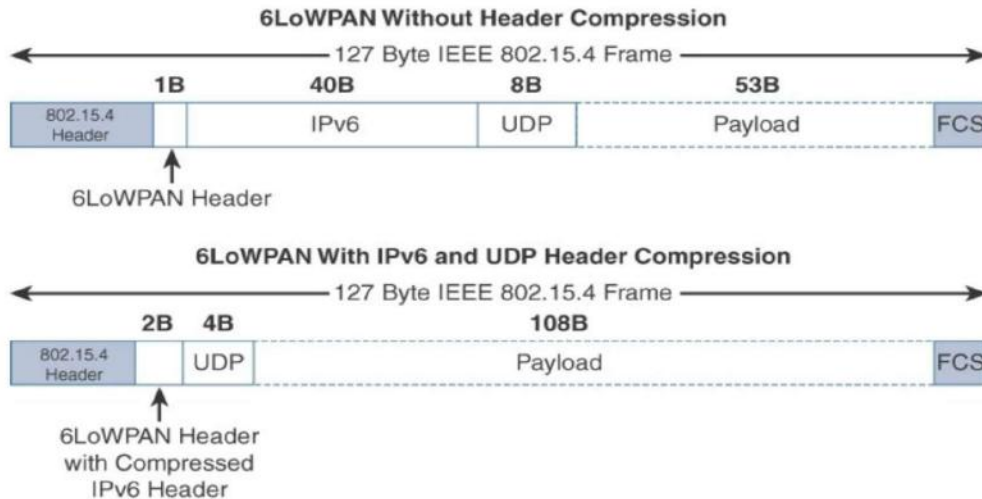 6LoWPAN Without Header Compression
127 Byte IEEE 802.15.4 Frame
1B 40B 8B 53B
802.15.4
Header
IPv6 UDP Payload FCS
6LoWPAN Header
6LoWPAN With IPv6 and UDP Header Compression
127 Byte IEEE 802.15.4 Frame
2B 4B 108B
802.15.4
Header
UDP Payload FCS
6LoWPAN Header
with Compressed
IPv6 Header